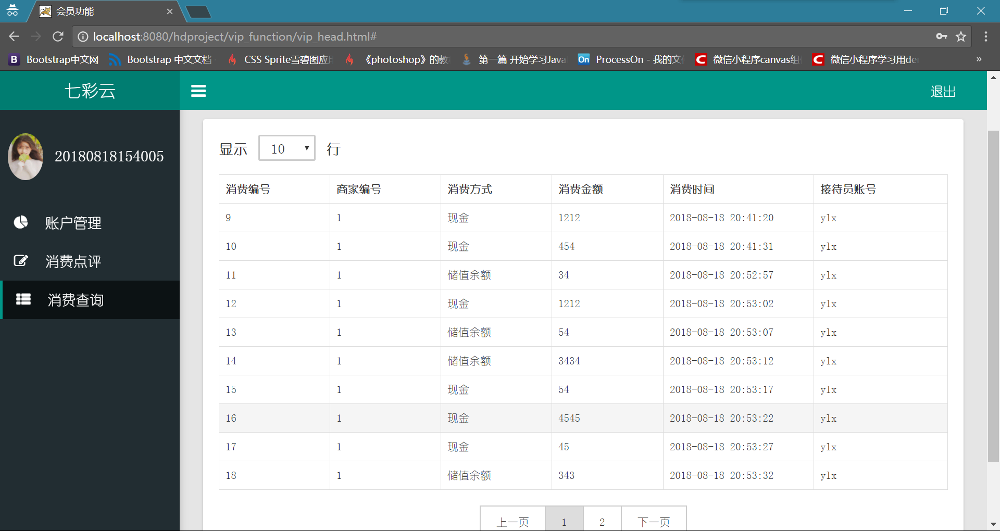 会员功能
localhost:8080/hdproject/vip_function/vip_head.html#
Bootstrap中文网 Bootstrap 中文文档 CSS Sprite雪碧图应 《photoshop》的教 第一篇 开始学习Java ProcessOn - 我的文 微信小程序canvas组 微信小程序学习用de »
七彩云 退出
20180818154005
账户管理
消费点评
消费查询
显示 10 行
消费编号 商家编号 消费方式 消费金额 消费时间 接待员账号
9 1 现金 1212 2018-08-18 20:41:20 ylx
10 1 现金 454 2018-08-18 20:41:31 ylx
11 1 储值余额 34 2018-08-18 20:52:57 ylx
12 1 现金 1212 2018-08-18 20:53:02 ylx
13 1 储值余额 54 2018-08-18 20:53:07 ylx
14 1 储值余额 3434 2018-08-18 20:53:12 ylx
15 1 现金 54 2018-08-18 20:53:17 ylx
16 1 现金 4545 2018-08-18 20:53:22 ylx
17 1 现金 45 2018-08-18 20:53:27 ylx
18 1 储值余额 343 2018-08-18 20:53:32 ylx
上一页 1 2 下一页